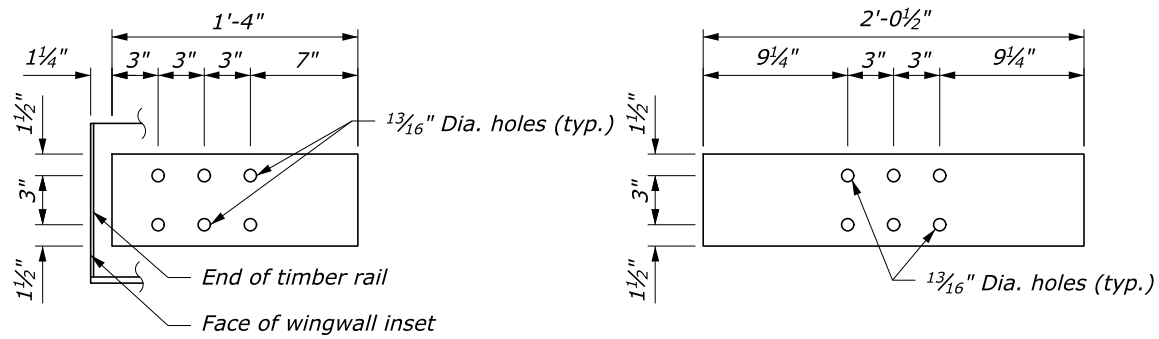 1'-4"
1¼" 3" 3" 3" 7"
1½"
3"
1½"
13/16" Dia. holes (typ.)
End of timber rail
Face of wingwall inset
2'-0½"
9¼" 3" 3" 9¼"
1½"
3"
1½"
13/16" Dia. holes (typ.)